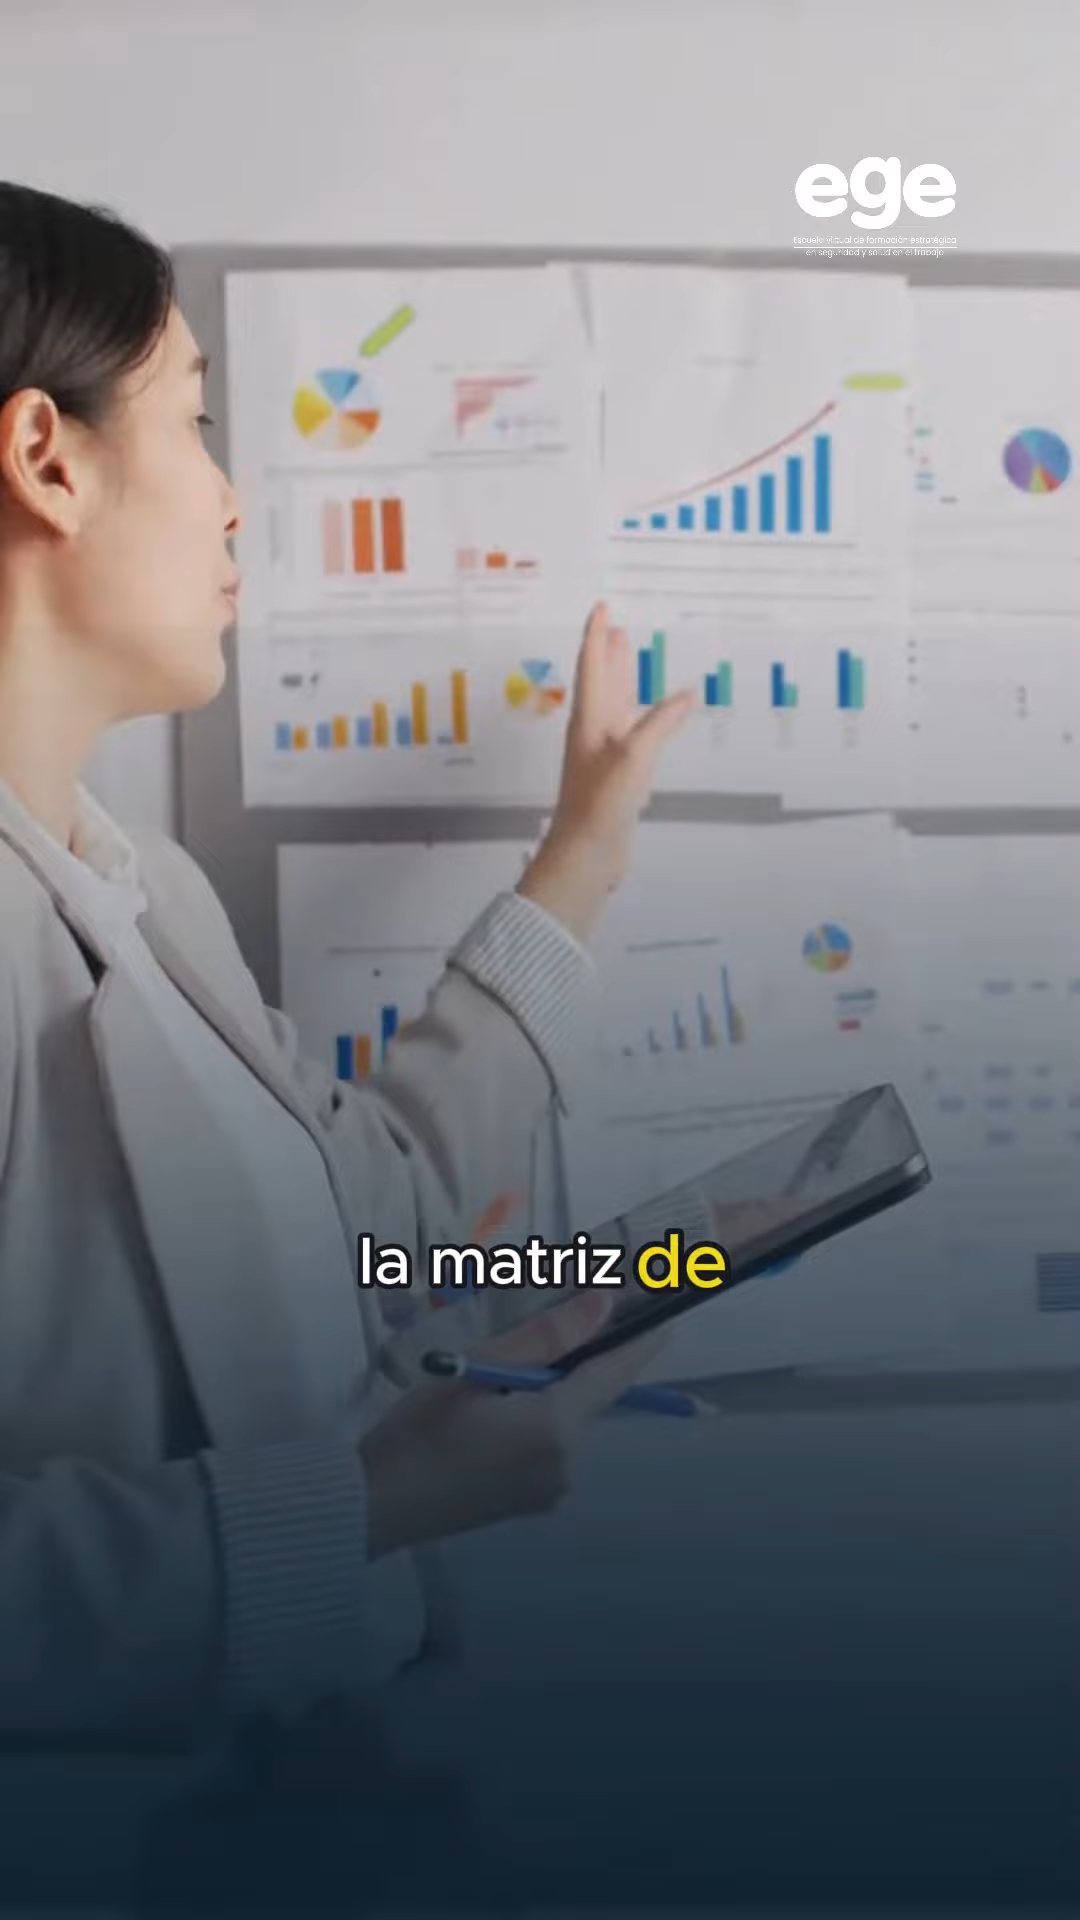 ege
Escuela virtual de formación estratégica
en seguridad y salud en el trabajo
la matriz de